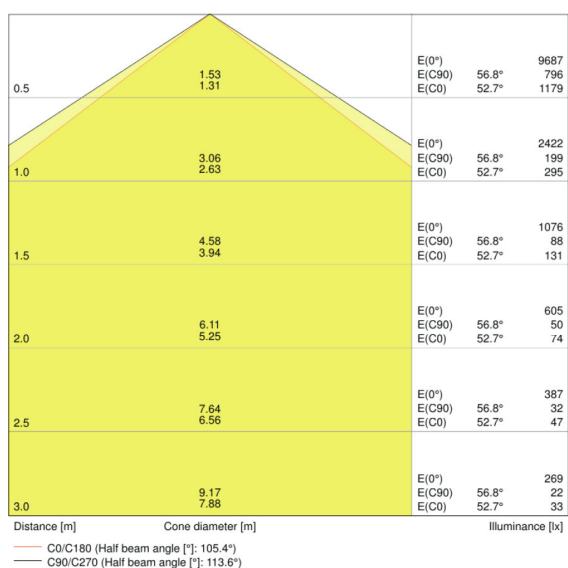 E(0°) 9687
1.53 E(C90) 56.8° 796
0.5 1.31 E(C0) 52.7° 1179
E(0°) 2422
3.06 E(C90) 56.8° 199
1.0 2.63 E(C0) 52.7° 295
E(0°) 1076
4.58 E(C90) 56.8° 88
1.5 3.94 E(C0) 52.7° 131
E(0°) 605
6.11 E(C90) 56.8° 50
2.0 5.25 E(C0) 52.7° 74
E(0°) 387
7.64 E(C90) 56.8° 32
2.5 6.56 E(C0) 52.7° 47
E(0°) 269
9.17 E(C90) 56.8° 22
3.0 7.88 E(C0) 52.7° 33
Distance [m] Cone diameter [m] Illuminance [lx]
C0/C180 (Half beam angle [°]: 105.4°)
C90/C270 (Half beam angle [°]: 113.6°)